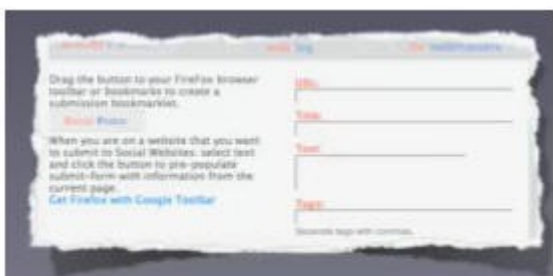 Drag the button to your FireFox browser
toolbar or bookmarks to create a
submission bookmarklet.
When you are on a website that you want
to submit to Social Websites, select text
and click the button to pre-populate
submit-form with information from the
current page.
Get Firefox with Google Toolbar
URL:
Title:
Text:
Tags:
Separate tags with commas.